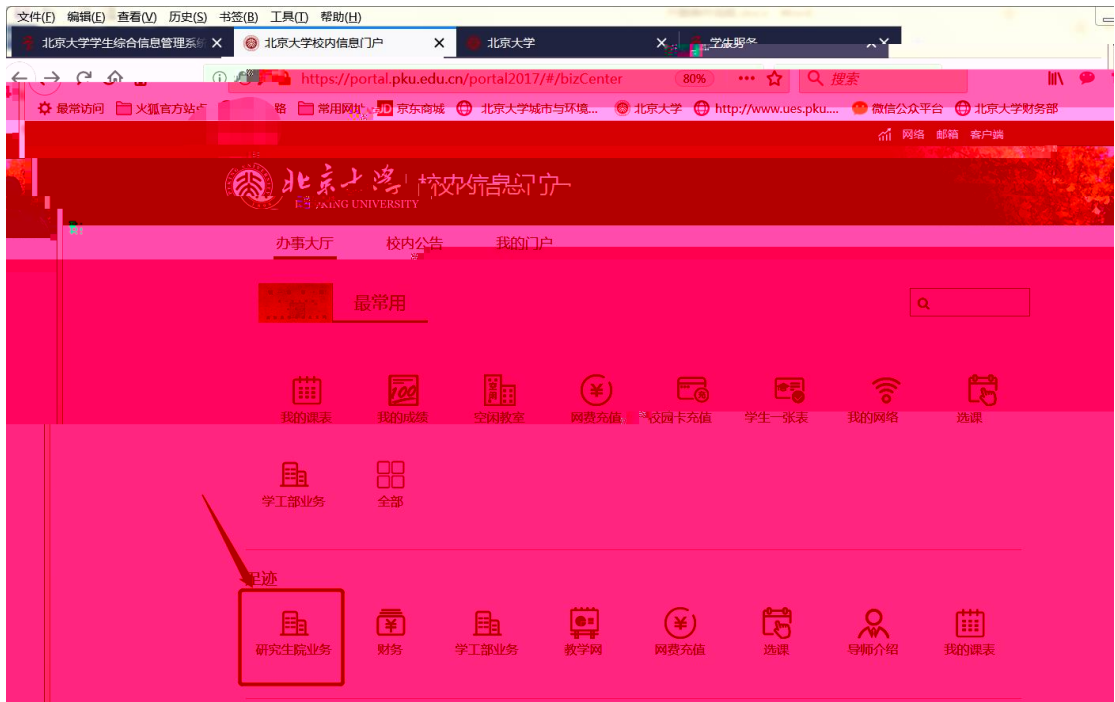 文件(F) 编辑(E) 查看(V) 历史(S) 书签(B) 工具(T) 帮助(H)
北京大学学生综合信息管理系统 北京大学校内信息门户 北京大学 学生服务
https://portal.pku.edu.cn/portal2017/#/bizCenter 80% 搜索
最常访问 火狐官方站点 常用网址 JD 京东商城 北京大学城市与环境... 北京大学 http://www.ues.pku.... 微信公众平台 北京大学财务部
网络 邮箱 客户端
北京大学 校内信息门户
UNIVERSITY
办事大厅 校内公告 我的门户
最常用
100
我的课表 我的成绩 空闲教室 网费充值 校园卡充值 学生一张表 我的网络 选课
学工部业务 全部
足迹
研究生院业务 财务 学工部业务 教学网 网费充值 选课 导师介绍 我的课表